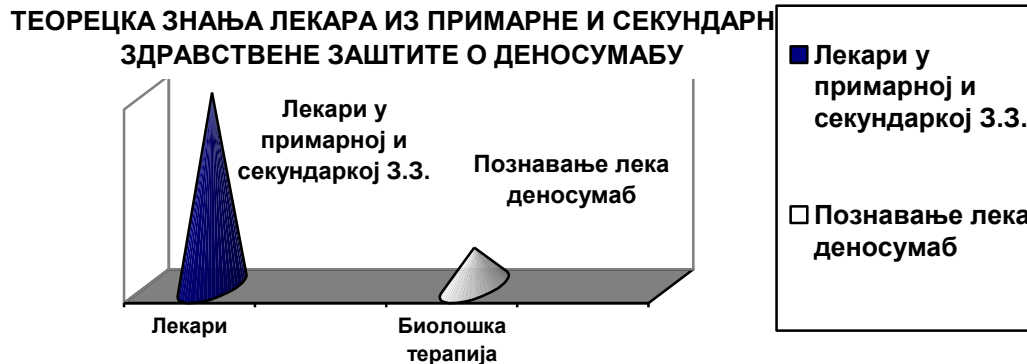 ТЕОРЕЦКА ЗНАЊА ЛЕКАРА ИЗ ПРИМАРНЕ И СЕКУНДАРН
ЗДРАВСТВЕНЕ ЗАШТИТЕ О ДЕНОСУМАБУ
Лекари у
примарној и
секундаркој З.З.
Познавање лека
деносумаб
Лекари
Биолошка
терапија
Лекари у
примарној и
секундаркој З.З.
Познавање лека
деносумаб